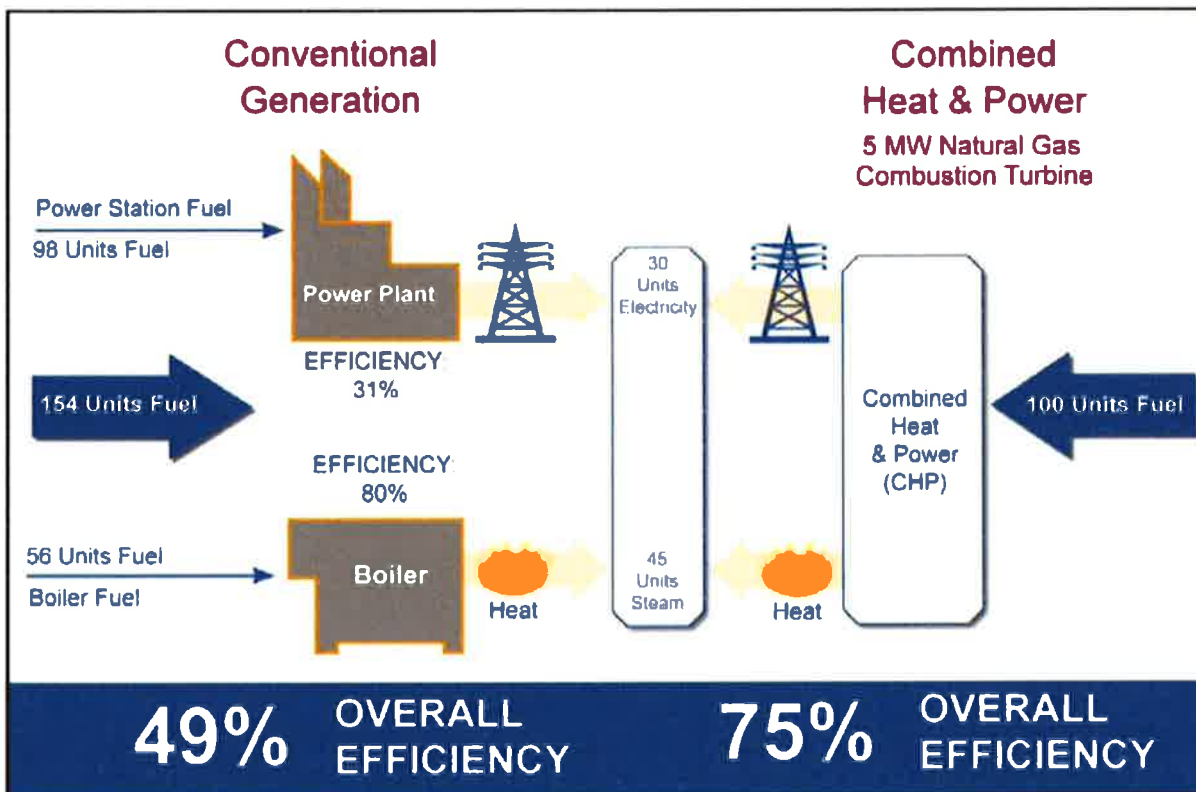 Conventional
Generation
Combined
Heat & Power
5 MW Natural Gas
Combustion Turbine
Power Station Fuel
98 Units Fuel
Power Plant
EFFICIENCY:
31%
154 Units Fuel
EFFICIENCY:
80%
56 Units Fuel
Boiler Fuel
Boiler
Heat
30
Units
Electricity
45
Units
Steam
Heat
Combined
Heat
& Power
(CHP)
100 Units Fuel
49%
OVERALL
EFFICIENCY
75%
OVERALL
EFFICIENCY